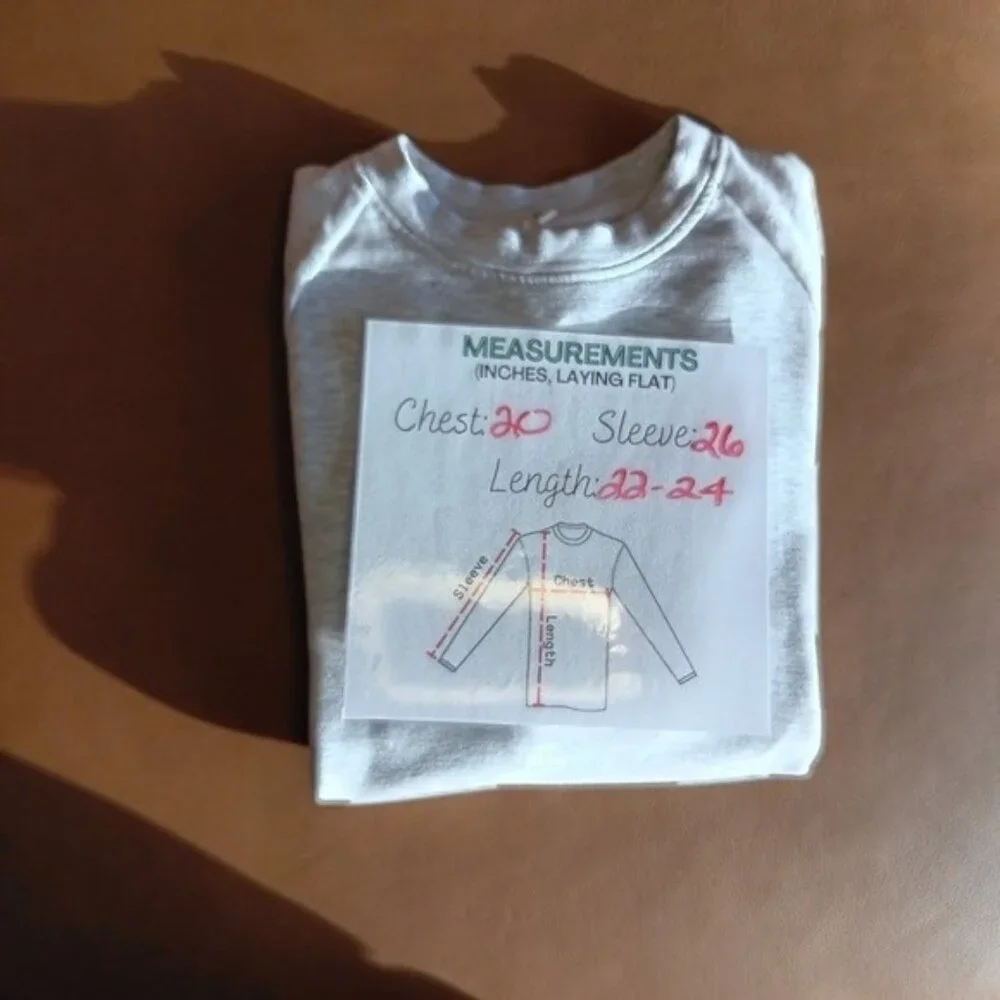 MEASUREMENTS
(INCHES, LAYING FLAT)
Chest: 20 Sleeve: 26
Length: 22-24
Sleeve
Chest
Length